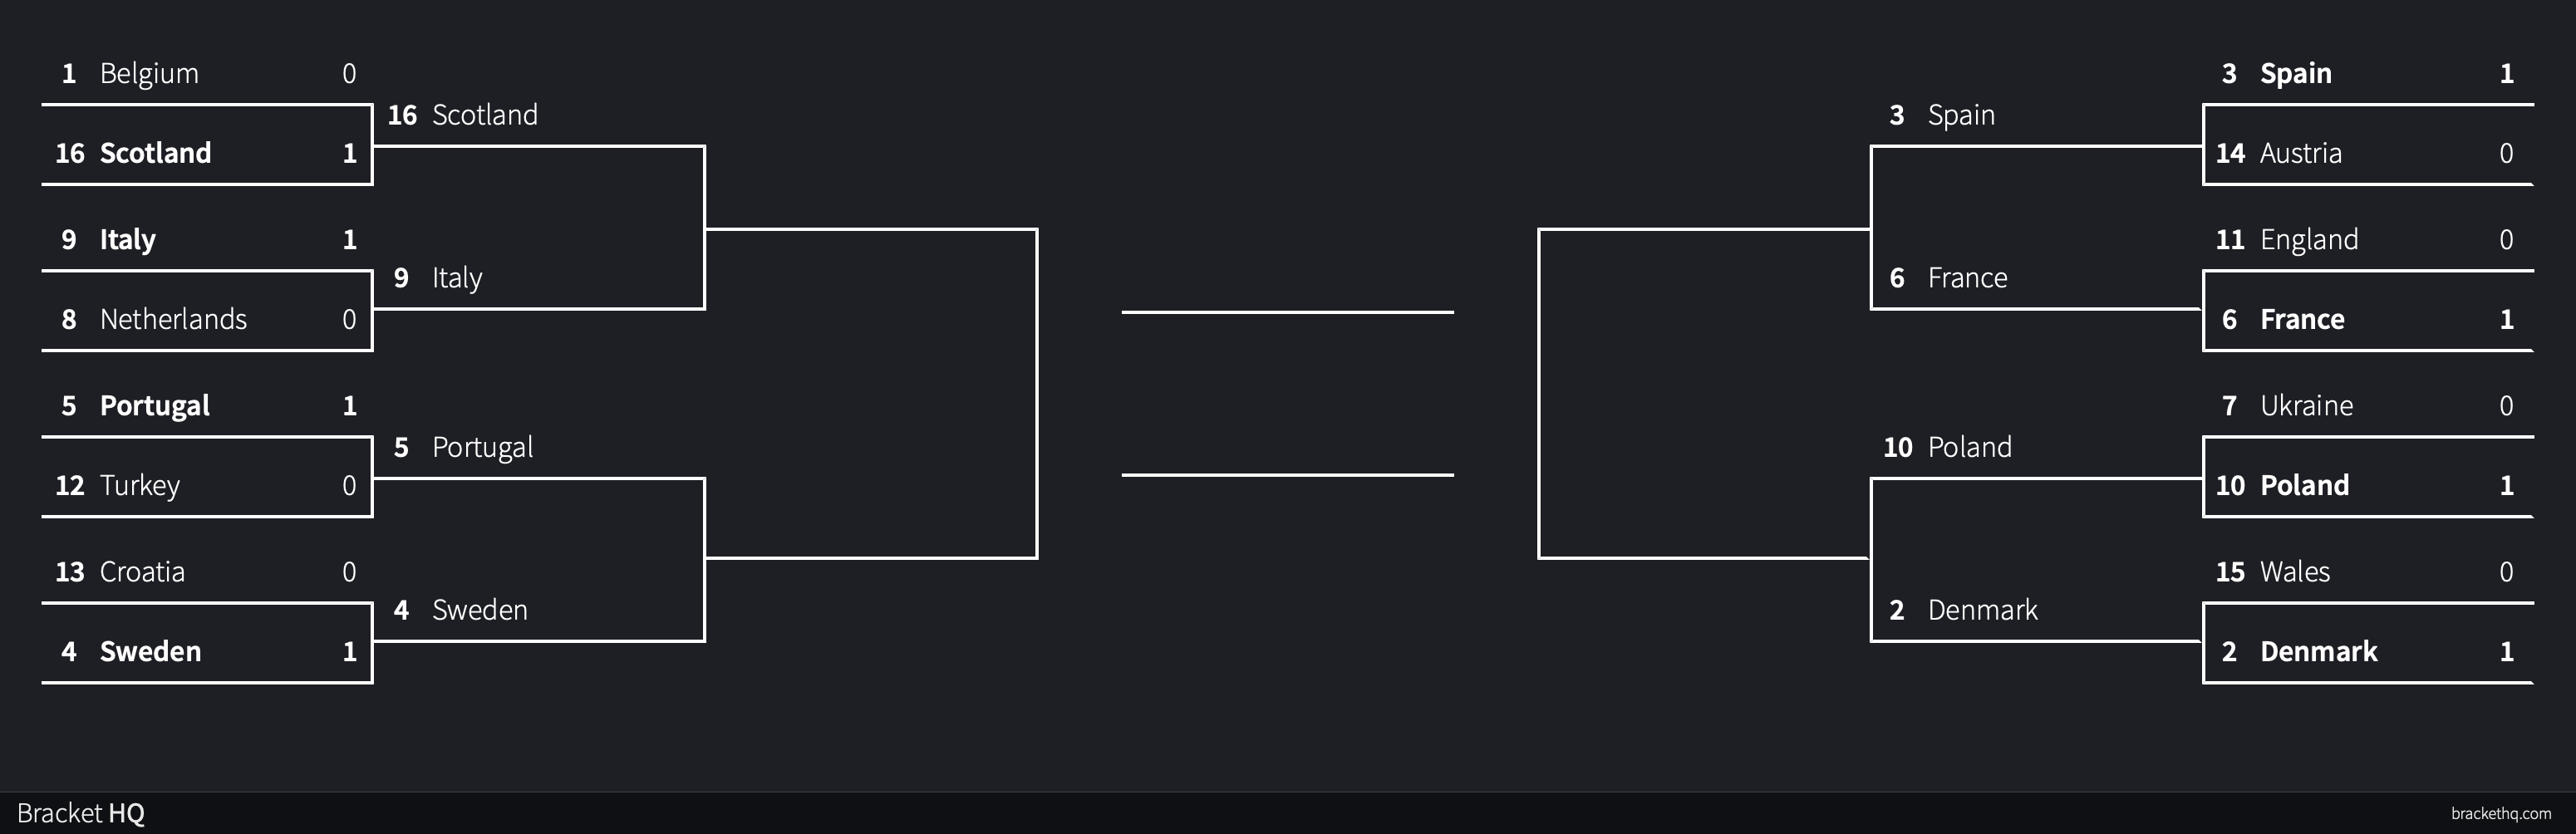 1 Belgium 0
16 Scotland 1
9 Italy 1
8 Netherlands 0
5 Portugal 1
12 Turkey 0
13 Croatia 0
4 Sweden 1
16 Scotland
9 Italy
5 Portugal
4 Sweden
3 Spain
6 France
10 Poland
2 Denmark
3 Spain 1
14 Austria 0
11 England 0
6 France 1
7 Ukraine 0
10 Poland 1
15 Wales 0
2 Denmark 1
Bracket HQ
brackethq.com